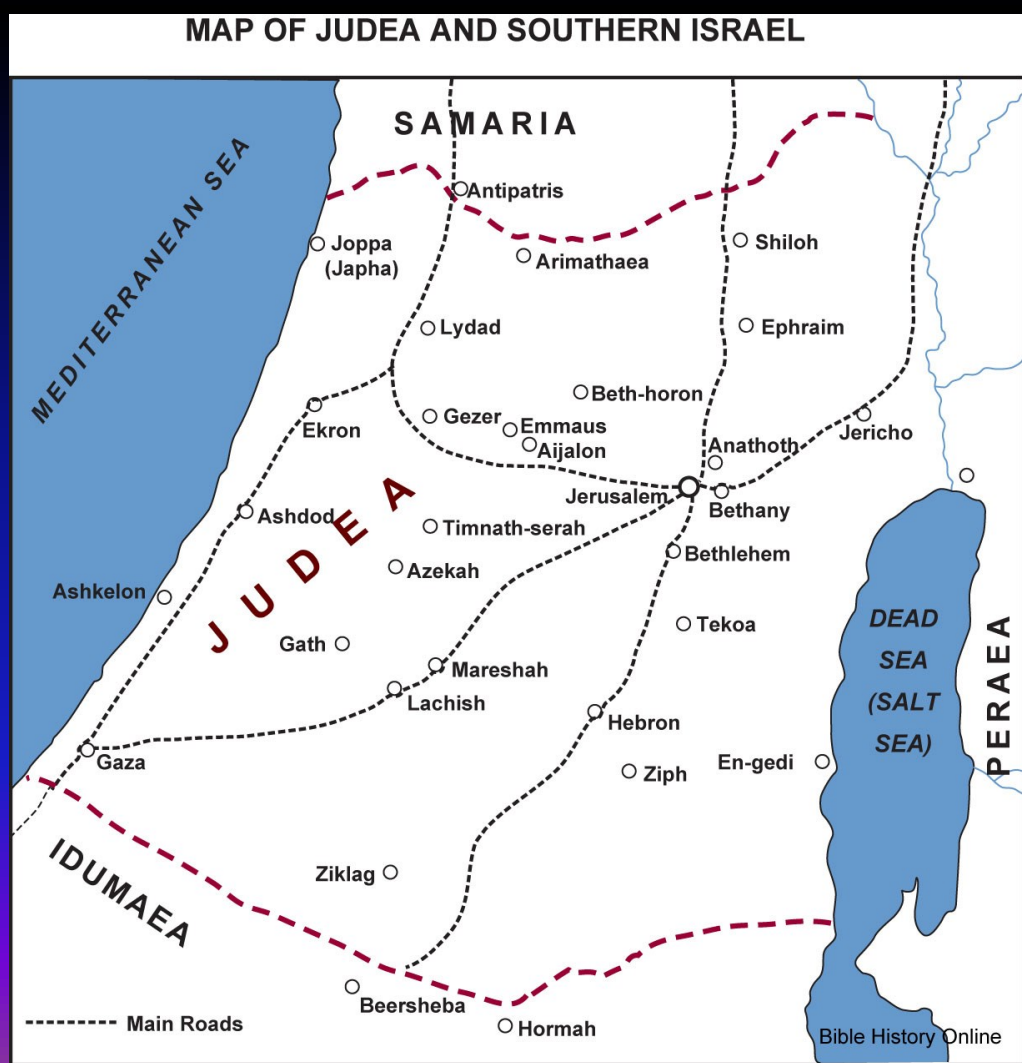 MAP OF JUDEA AND SOUTHERN ISRAEL
SAMARIA
MEDITERRANEAN SEA
Antipatris
Joppa
(Japha)
Arimathaea
Shiloh
Lydad
Ephraim
Beth-horon
Ekron
Gezer
Emmaus
Aijalon
Anathoth
Jericho
Jerusalem
Bethany
JUDEA
Ashdod
Timnath-serah
Bethlehem
Azekah
Ashkelon
Gath
Tekoa
DEAD
SEA
(SALT
SEA)
PERAEA
Mareshah
Lachish
Hebron
Gaza
Ziph
En-gedi
IDUMAEA
Ziklag
Beersheba
Hormah
Main Roads
Bible History Online